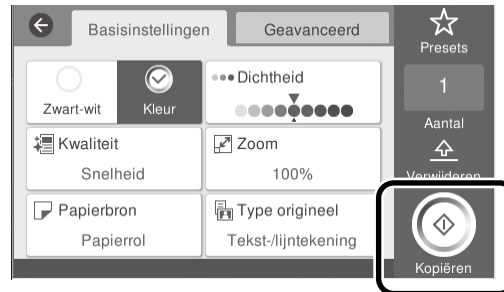 Basisinstellingen
Geavanceerd
Presets
Zwart-wit
Kleur
Dichtheid
1
Aantal
Kwaliteit
Snelheid
Zoom
100%
Verwijderen
Papierbron
Papierrol
Type origineel
Tekst-/lijntekening
Kopiëren